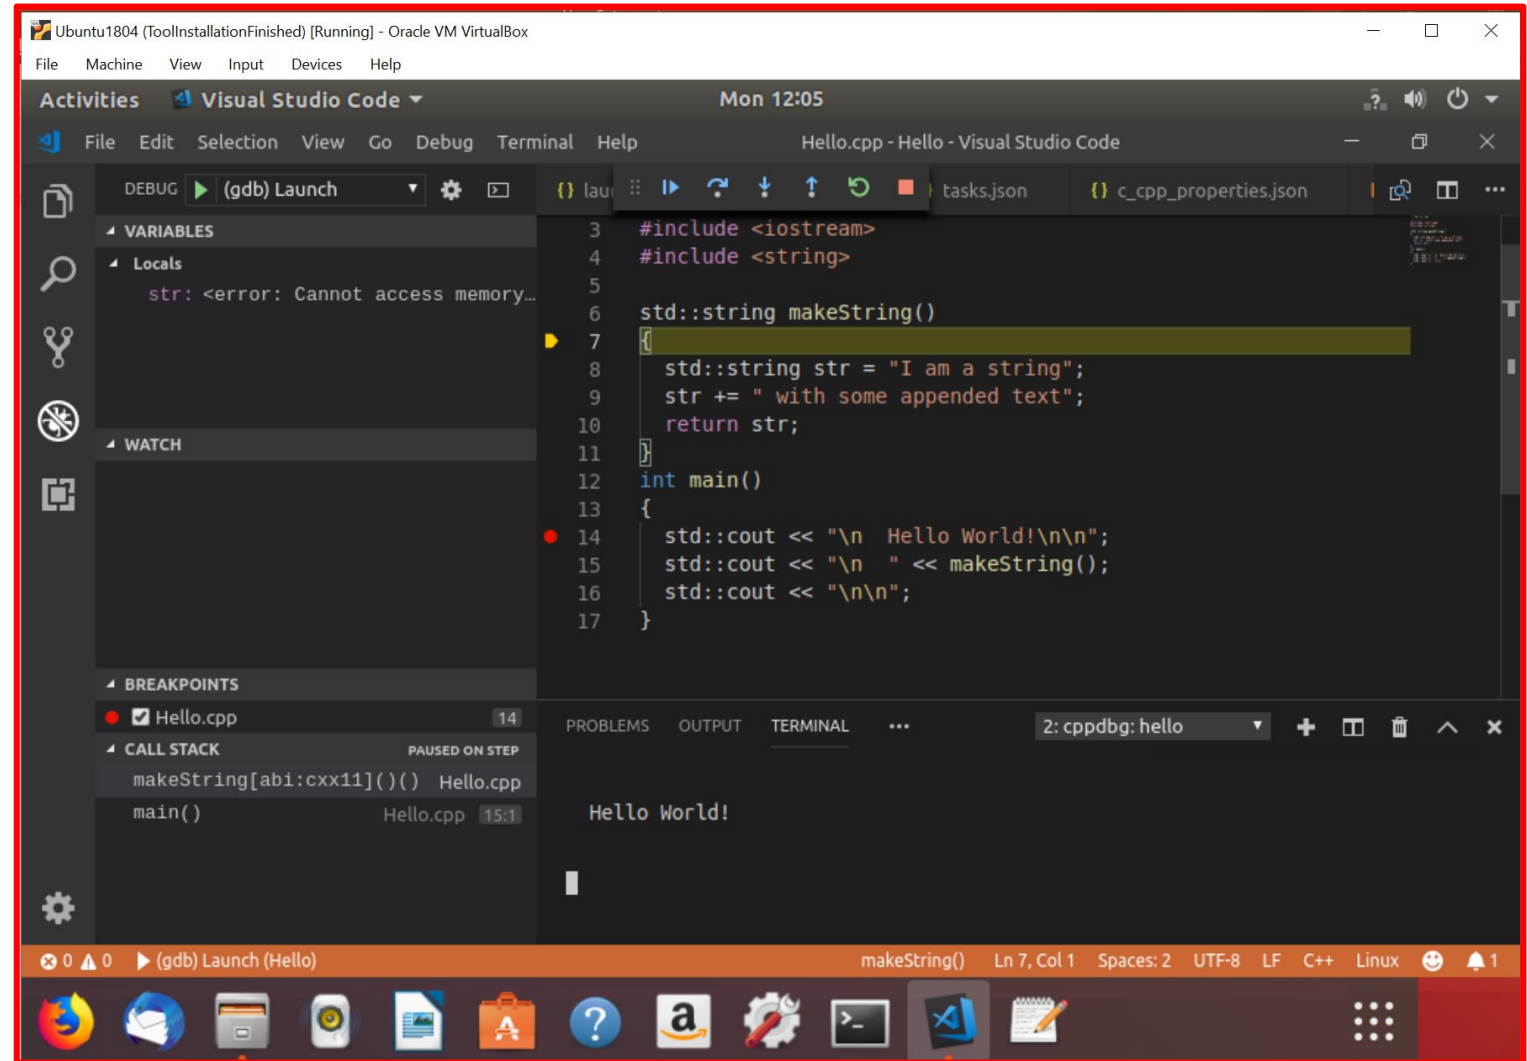 Ubuntu1804 (ToolInstallationFinished) [Running] - Oracle VM VirtualBox
File Machine View Input Devices Help
Activities Visual Studio Code Mon 12:05
File Edit Selection View Go Debug Terminal Help Hello.cpp - Hello - Visual Studio Code
DEBUG (gdb) Launch
{} lau tasks.json {} c_cpp_properties.json
VARIABLES
Locals
str: <error: Cannot access memory…
WATCH
BREAKPOINTS
Hello.cpp 14
CALL STACK PAUSED ON STEP
makeString[abi:cxx11]()() Hello.cpp
main() Hello.cpp 15:1
3 #include <iostream>
4 #include <string>
5
6 std::string makeString()
7 {
8 std::string str = "I am a string";
9 str += " with some appended text";
10 return str;
11 }
12 int main()
13 {
14 std::cout << "\n  Hello World!\n\n";
15 std::cout << "\n  " << makeString();
16 std::cout << "\n\n";
17 }
PROBLEMS OUTPUT TERMINAL ••• 2: cppdbg: hello
Hello World!
0 0 (gdb) Launch (Hello) makeString() Ln 7, Col 1 Spaces: 2 UTF-8 LF C++ Linux 1